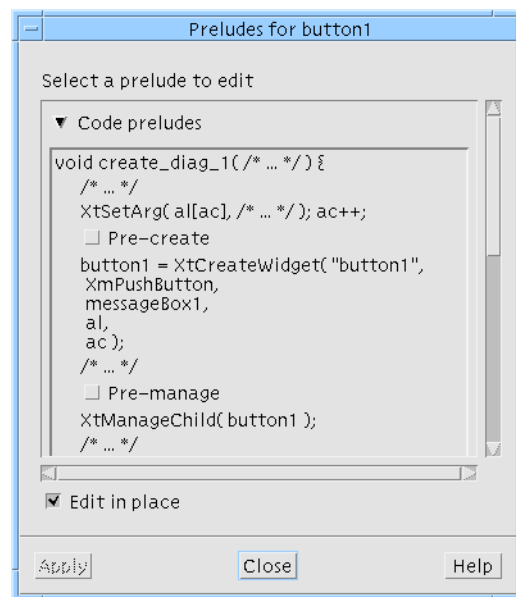 Preludes for button1
Select a prelude to edit
Code preludes
void create_diag_1( /* ... */ ) {
/* ... */
XtSetArg( al[ac], /* ... */ ); ac++;
Pre-create
button1 = XtCreateWidget( "button1",
XmPushButton,
messageBox1,
al,
ac );
/* ... */
Pre-manage
XtManageChild( button1 );
/* ... */
Edit in place
Apply Close Help